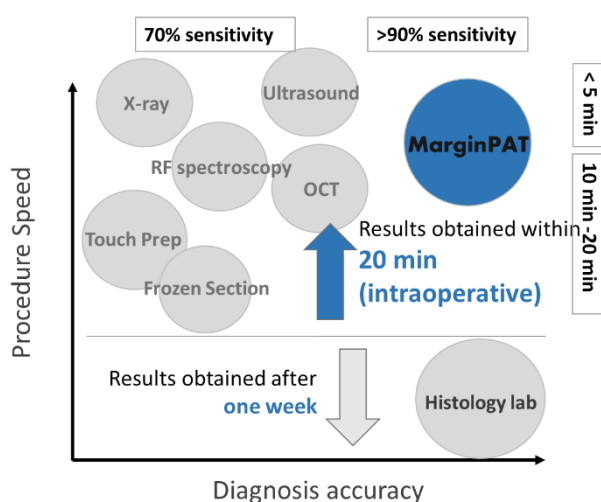 70% sensitivity
>90% sensitivity
X-ray
Ultrasound
MarginPAT
< 5 min
RF spectroscopy
OCT
10 min -20 min
Touch Prep
Results obtained within
20 min
(intraoperative)
Frozen Section
Procedure Speed
Results obtained after
one week
Histology lab
Diagnosis accuracy